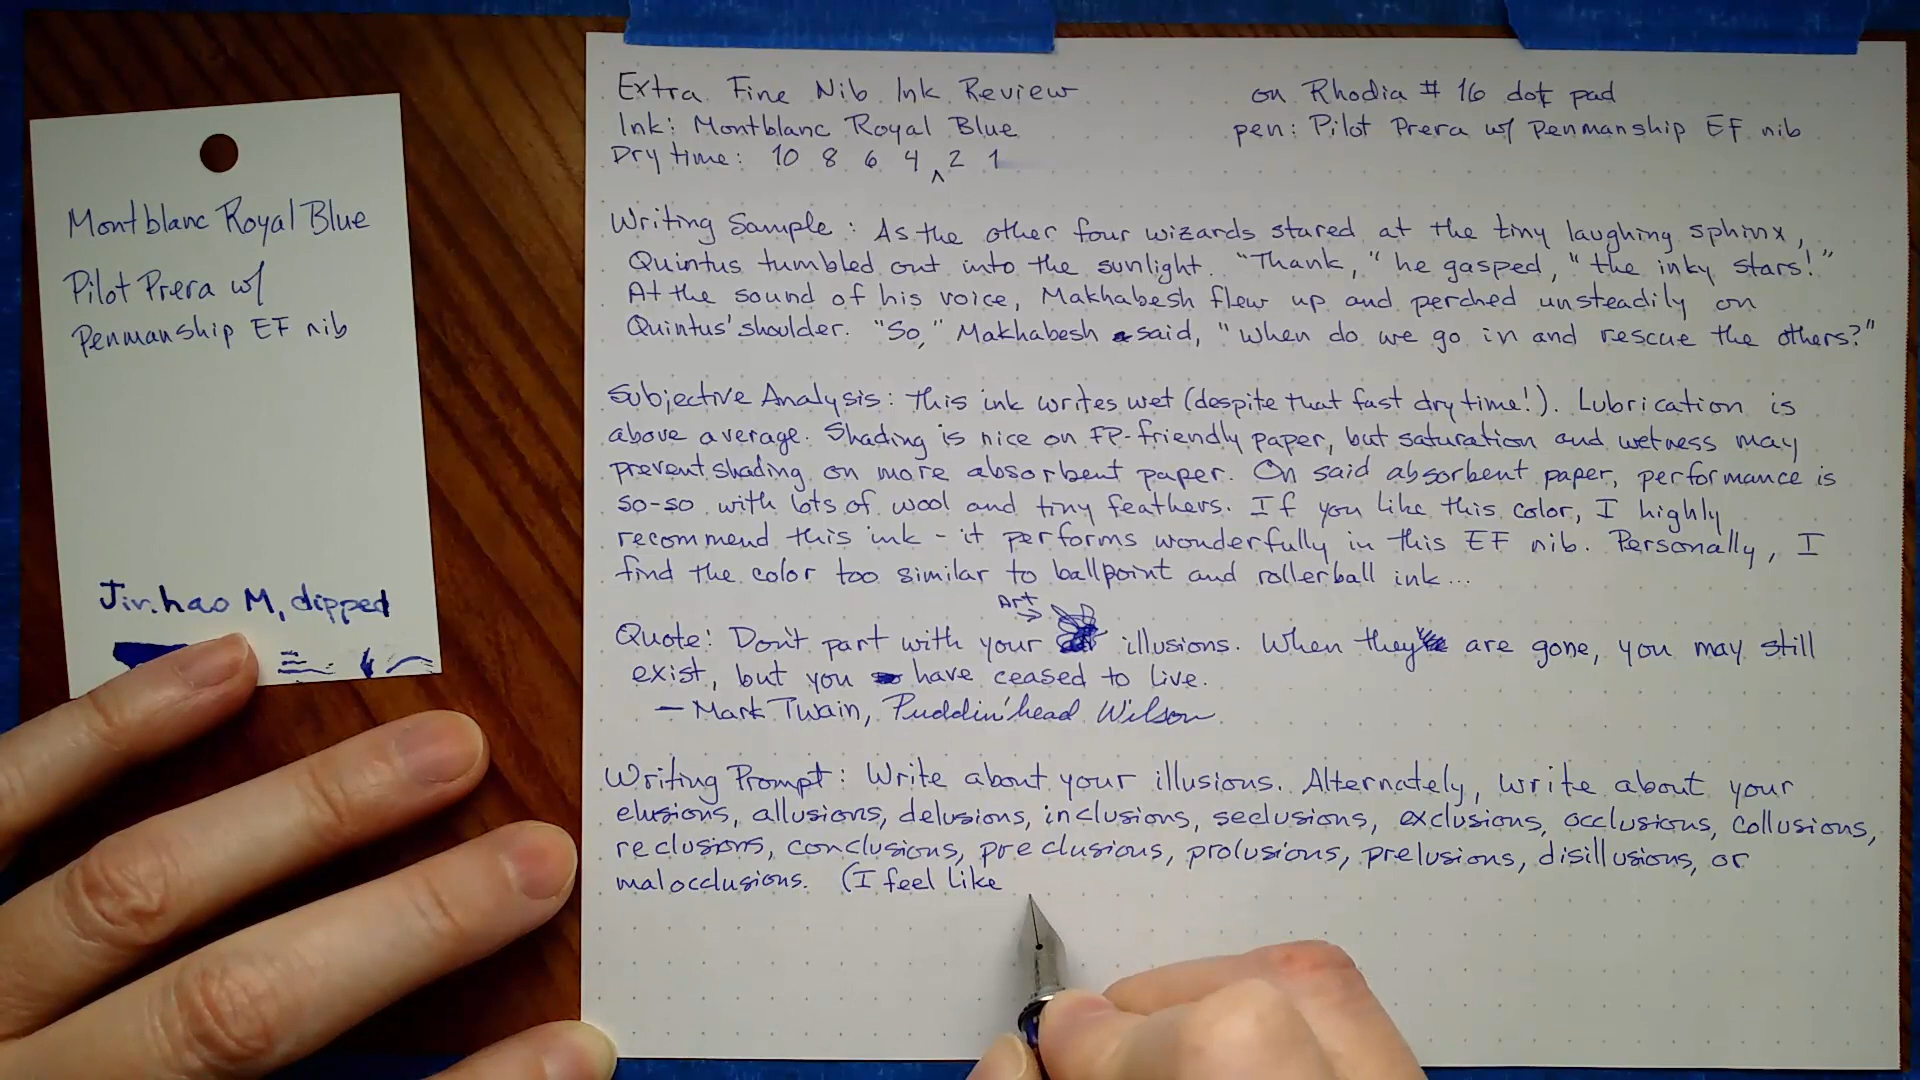 Montblanc Royal Blue
Pilot Prera w/
Penmanship EF nib
Jinhao M, dipped
Extra Fine Nib Ink Review
on Rhodia # 16 dot pad
Ink: Montblanc Royal Blue
pen: Pilot Prera w/ Penmanship EF nib
Dry time: 10 8 6 4 ^ 2 1
Writing Sample: As the other four wizards stared at the tiny laughing sphinx,
Quintus tumbled out into the sunlight. "Thank," he gasped, "the inky stars!"
At the sound of his voice, Makhabesh flew up and perched unsteadily on
Quintus' shoulder. "So," Makhabesh said, "when do we go in and rescue the others?"
Subjective Analysis: This ink writes wet (despite that fast dry time!). Lubrication is
above average. Shading is nice on FP-friendly paper, but saturation and wetness may
prevent shading on more absorbent paper. On said absorbent paper, performance is
so-so with lots of wool and tiny feathers. If you like this color, I highly
recommend this ink - it performs wonderfully in this EF nib. Personally, I
find the color too similar to ballpoint and rollerball ink...
Art →
Quote: Don't part with your illusions. When they are gone, you may still
exist, but you have ceased to live.
— Mark Twain, Puddin'head Wilson
Writing Prompt: Write about your illusions. Alternately, write about your
elusions, allusions, delusions, inclusions, seclusions, exclusions, occlusions, collusions,
reclusions, conclusions, preclusions, prolusions, prelusions, disillusions, or
malocclusions. (I feel like